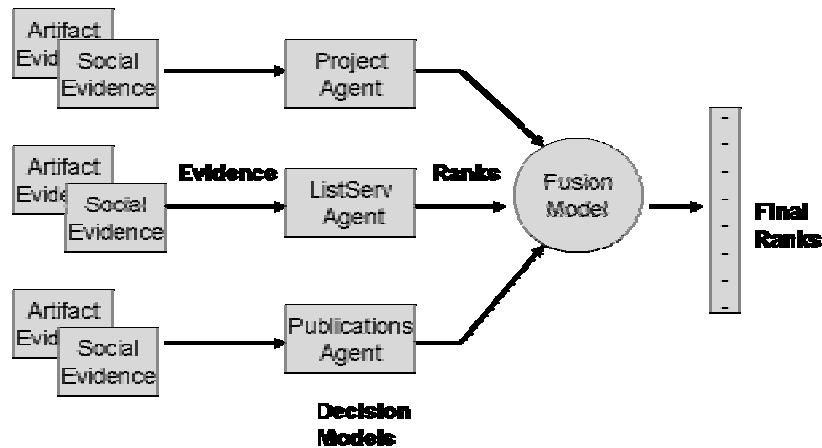 Artifact
Evid
Social
Evidence
Project
Agent
Artifact
Evide
Social
Evidence
Evidence
ListServ
Agent
Ranks
Fusion
Model
Final
Ranks
Artifact
Evid
Social
Evidence
Publications
Agent
Decision
Models